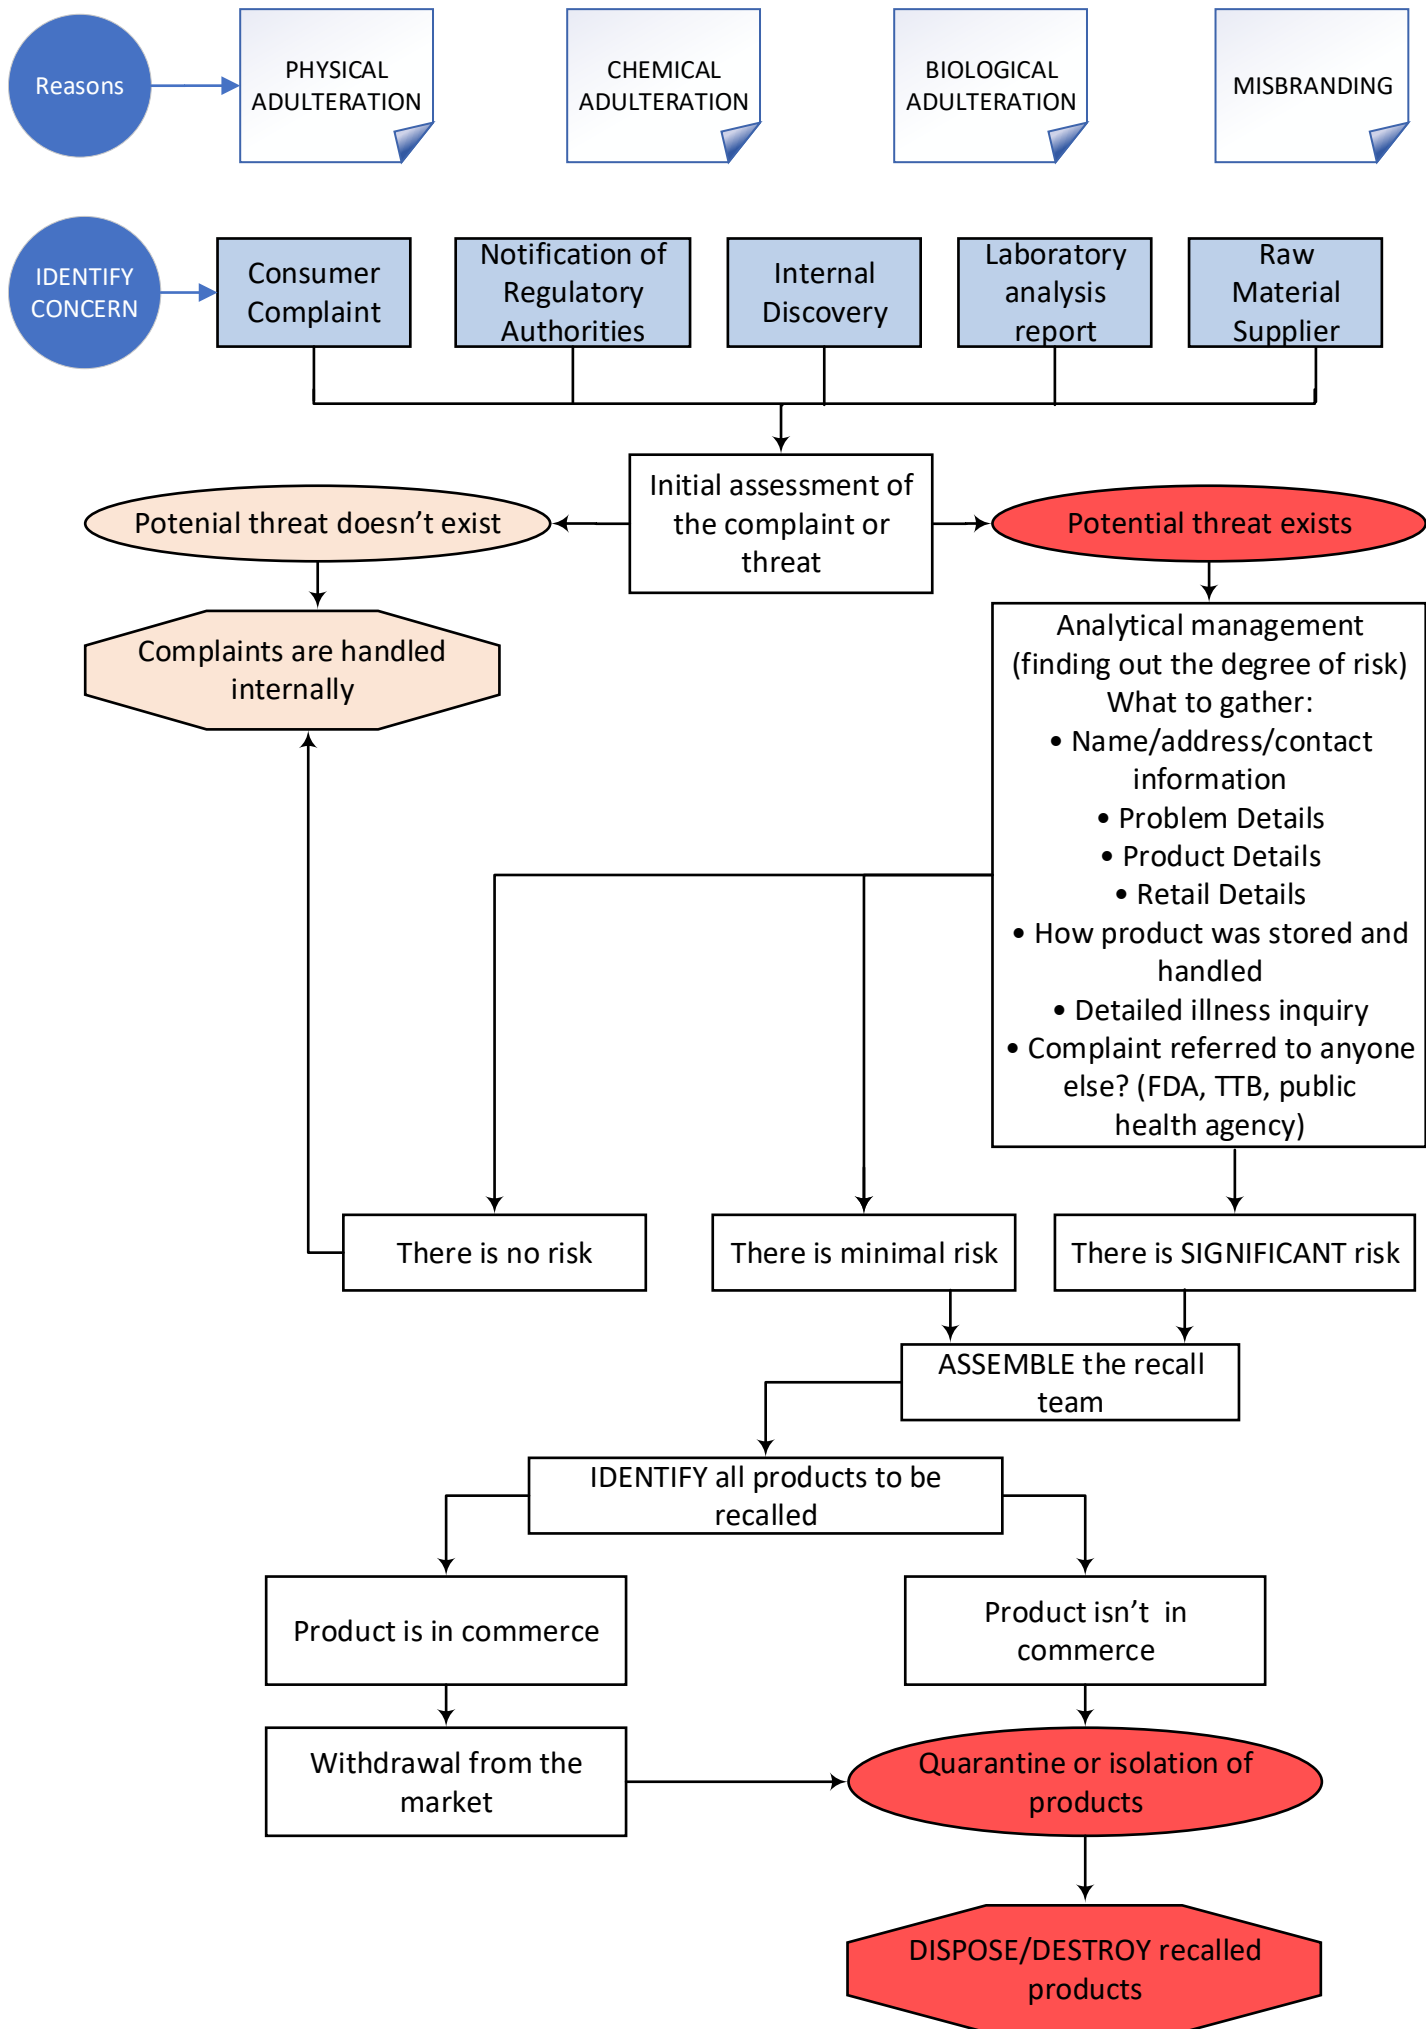 Reasons
PHYSICAL
ADULTERATION
CHEMICAL
ADULTERATION
BIOLOGICAL
ADULTERATION
MISBRANDING
IDENTIFY
CONCERN
Consumer
Complaint
Notification of
Regulatory
Authorities
Internal
Discovery
Laboratory
analysis
report
Raw
Material
Supplier
Initial assessment of
the complaint or
threat
Potenial threat doesn't exist
Potential threat exists
Complaints are handled
internally
Analytical management
(finding out the degree of risk)
What to gather:
• Name/address/contact
information
• Problem Details
• Product Details
• Retail Details
• How product was stored and
handled
• Detailed illness inquiry
• Complaint referred to anyone
else? (FDA, TTB, public
health agency)
There is no risk
There is minimal risk
There is SIGNIFICANT risk
ASSEMBLE the recall
team
IDENTIFY all products to be
recalled
Product is in commerce
Product isn't  in
commerce
Withdrawal from the
market
Quarantine or isolation of
products
DISPOSE/DESTROY recalled
products